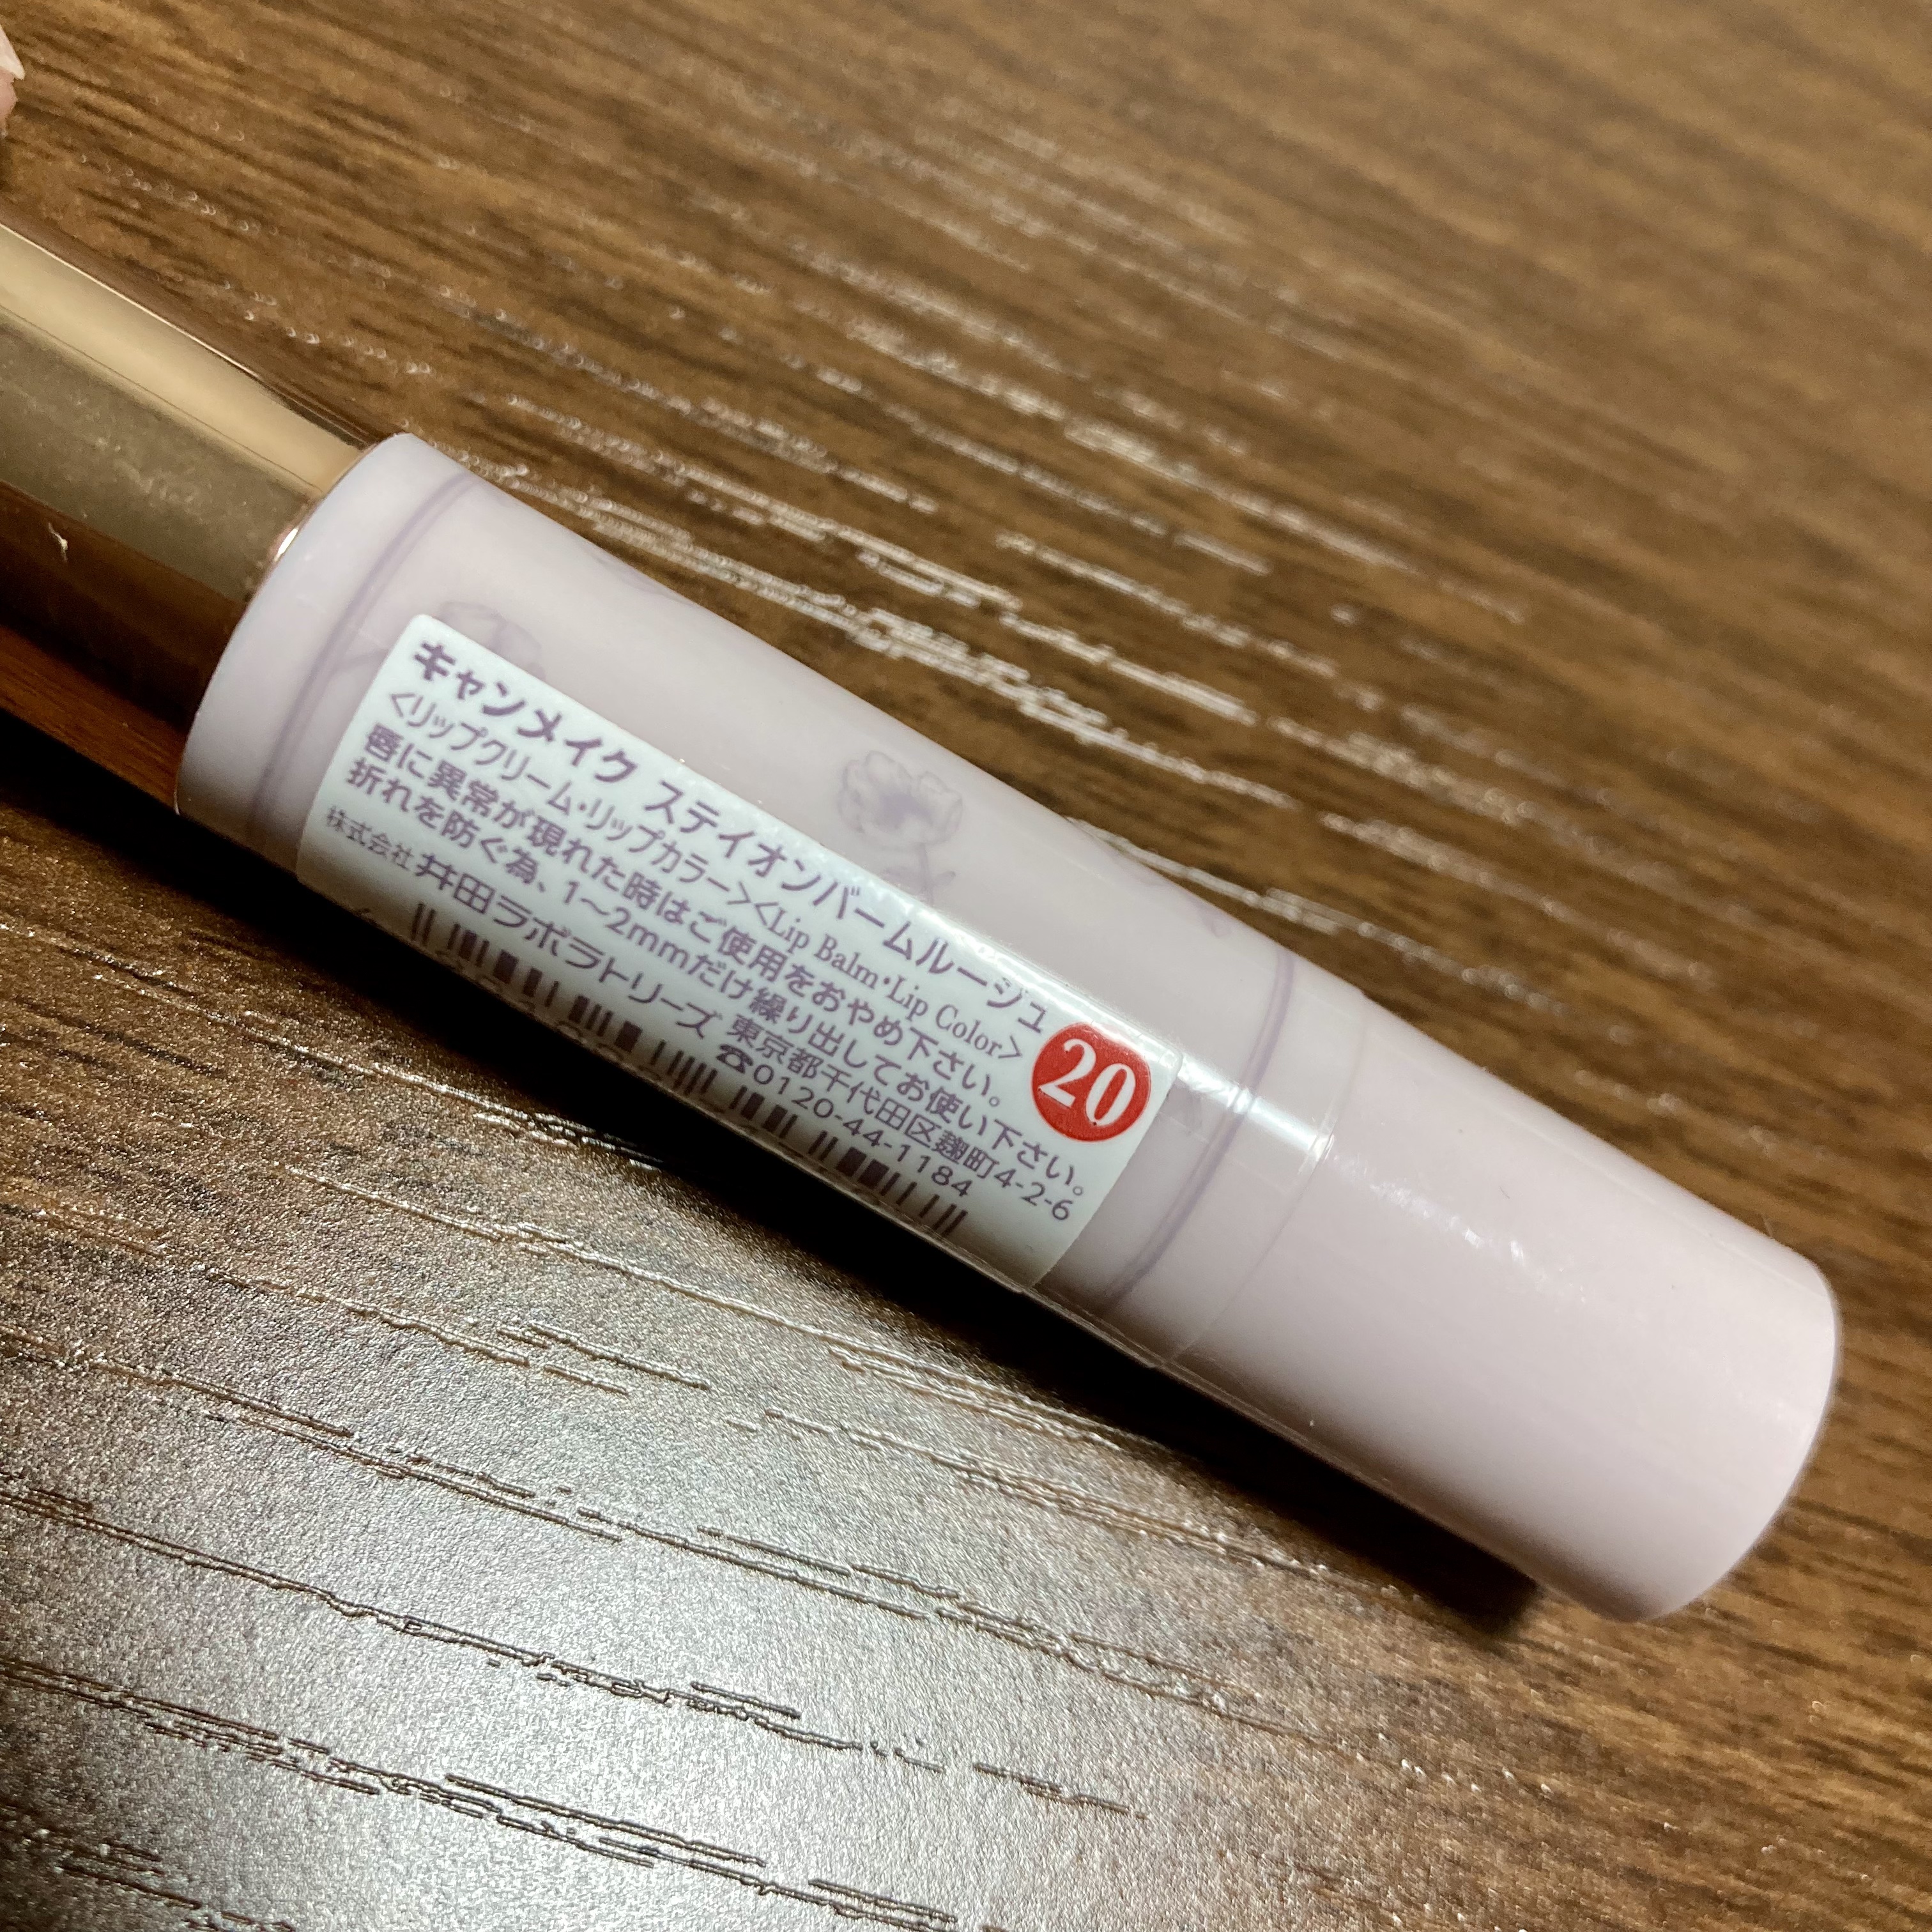 キャンメイク ステイオンバームルージュ
<リップクリーム・リップカラー><Lip Balm・Lip Color>
唇に異常が現れた時はご使用をおやめ下さい。
折れを防ぐ為、1～2mmだけ繰り出してお使い下さい。
株式会社 井田ラボラトリーズ 東京都千代田区麹町4-2-6
☎0120-44-1184
20